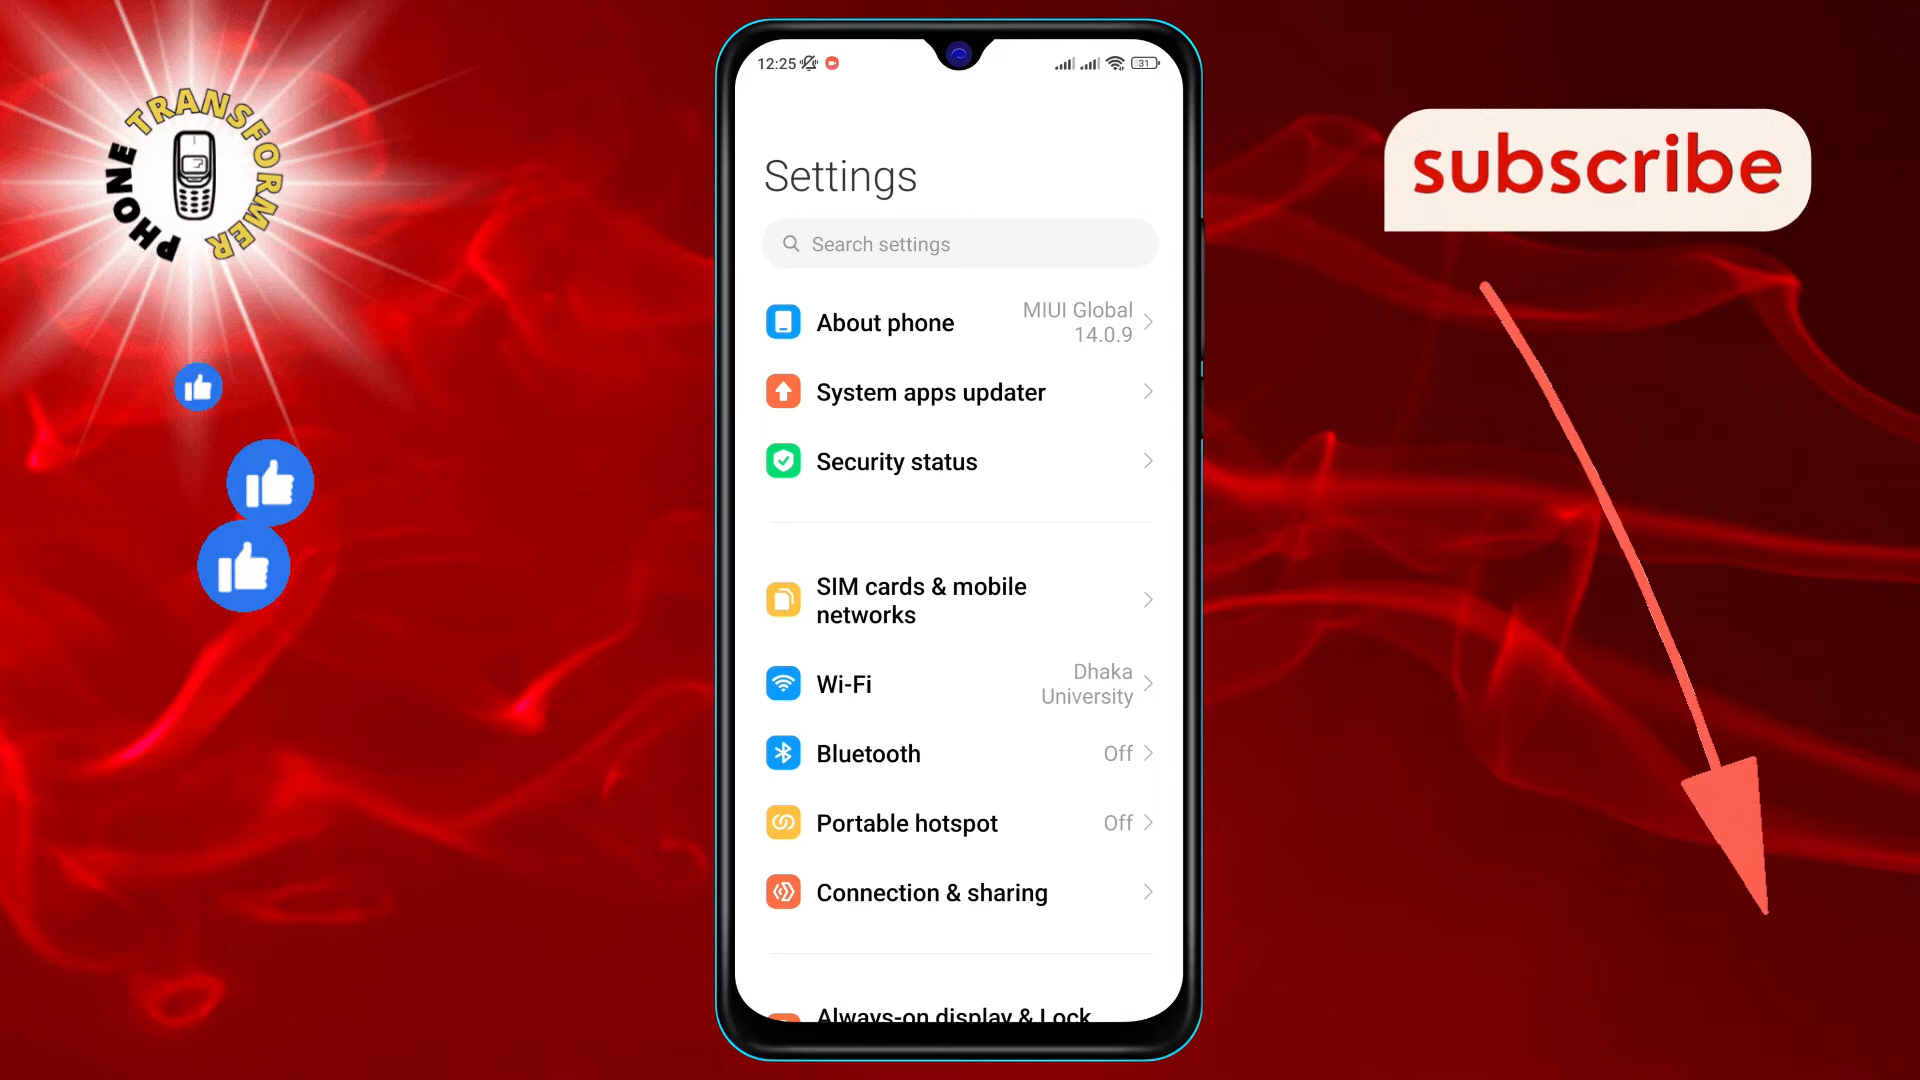 PHONE TRANSFORMER
12:25
31
Settings
Search settings
About phone
MIUI Global
14.0.9
System apps updater
Security status
SIM cards & mobile
networks
Wi-Fi
Dhaka
University
Bluetooth
Off
Portable hotspot
Off
Connection & sharing
Always-on display & Lock
subscribe